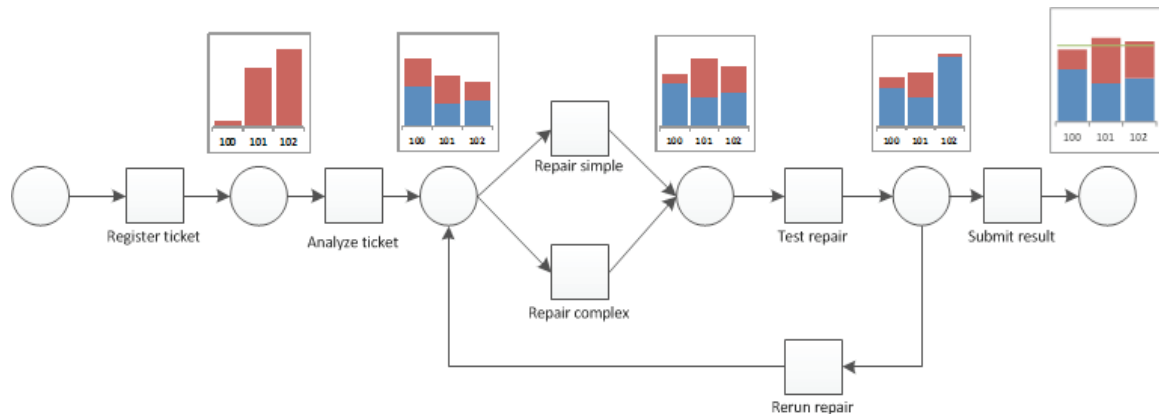 100 101 102
100 101 102
100 101 102
100 101 102
100 101 102
Repair simple
Register ticket
Analyze ticket
Test repair
Submit result
Repair complex
Rerun repair